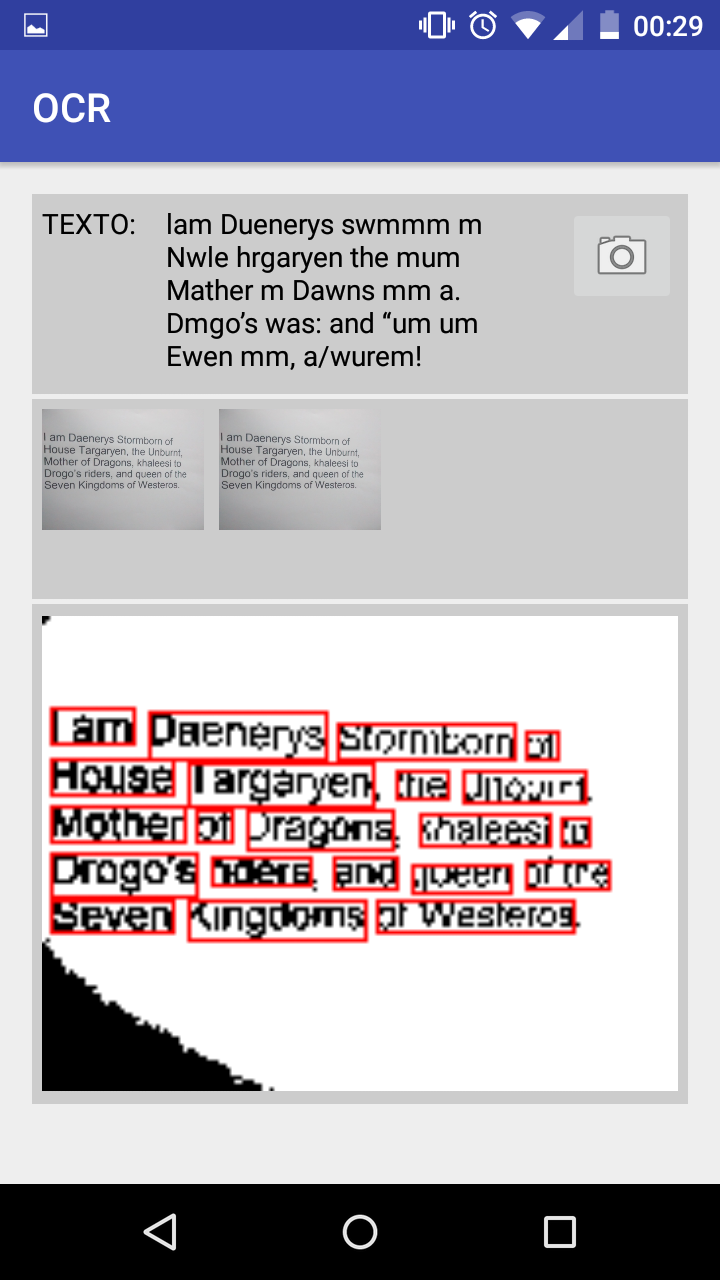 00:29
OCR
TEXTO:
lam Duenerys swmmm m
Nwle hrgaryen the mum
Mather m Dawns mm a.
Dmgo’s was: and “um um
Ewen mm, a/wurem!
I am Daenerys Stormborn of
House Targaryen, the Unburnt,
Mother of Dragons, khaleesi to
Drogo's riders, and queen of the
Seven Kingdoms of Westeros.
I am Daenerys Stormborn of
House Targaryen, the Unburnt,
Mother of Dragons, khaleesi to
Drogo's riders, and queen of the
Seven Kingdoms of Westeros.
I am Daenerys Stormborn of
House Targaryen, the Unburnt,
Mother of Dragons, khaleesi to
Drogo's riders, and queen of the
Seven Kingdoms of Westeros.